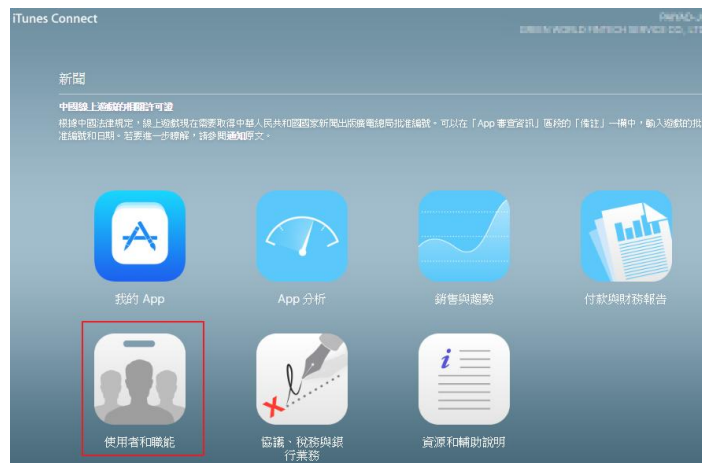 iTunes Connect
GREEN WORLD FINTECH SERVICE CO., LTD
新聞
中國線上遊戲的相關許可證
根據中國法律規定，線上遊戲現在需要取得中華人民共和國國家新聞出版廣電總局批准編號。可以在「App 審查資訊」區段的「備註」一欄中，輸入遊戲的批
准編號和日期。若要進一步瞭解，請參閱通知原文。
我的 App
App 分析
銷售與趨勢
付款與財務報告
使用者和職能
協議、稅務與銀
行業務
資源和輔助說明